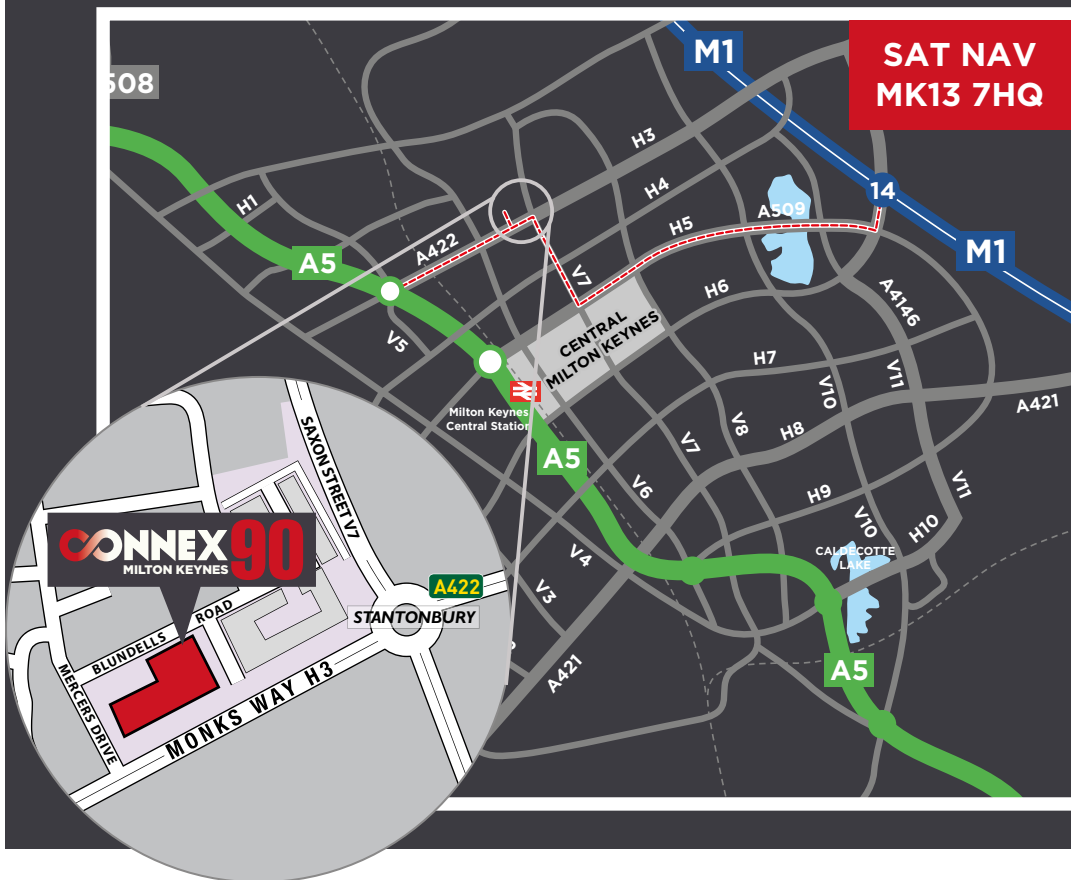 508
M1
SAT NAV
MK13 7HQ
H3
H4
14
H1
A509
H5
A422
A5
M1
V7
H6
A4146
CENTRAL
MILTON KEYNES
V5
H7
V11
V10
Milton Keynes
Central Station
A421
V8
H8
V7
A5
SAXON STREET V7
V6
H9
V11
V10
H10
CONNEX 90
MILTON KEYNES
V4
CALDECOTTE
LAKE
A422
V3
ROAD
STANTONBURY
BLUNDELLS
A421
A5
MERCERS DRIVE
MONKS WAY H3